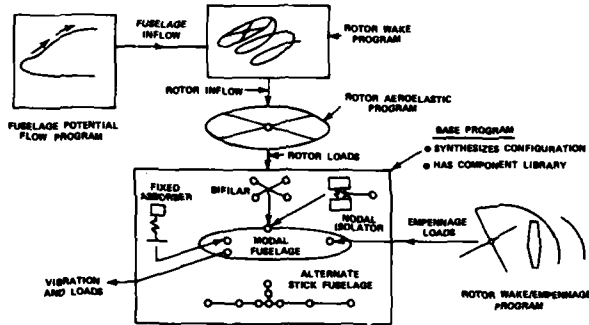 FUSELAGE
INFLOW
ROTOR WAKE
PROGRAM
ROTOR INFLOW
FUSELAGE POTENTIAL
FLOW PROGRAM
ROTOR AEROELASTIC
PROGRAM
ROTOR LOADS
BASE PROGRAM
SYNTHESIZES CONFIGURATION
HAS COMPONENT LIBRARY
FIXED
ABSORBER
BIFILAR
NODAL
ISOLATOR
EMPENNAGE
LOADS
MODAL
FUSELAGE
VIBRATION
AND LOADS
ALTERNATE
STICK FUSELAGE
ROTOR WAKE/EMPENNAGE
PROGRAM